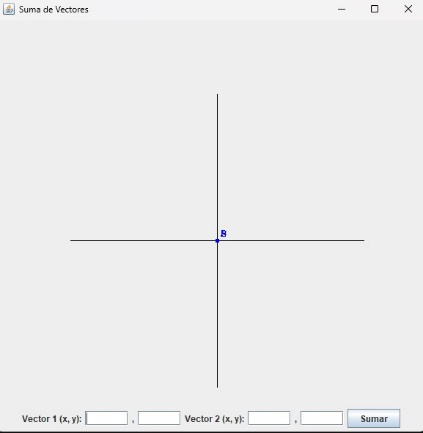 Suma de Vectores
Vector 1 (x, y): , Vector 2 (x, y): , Sumar